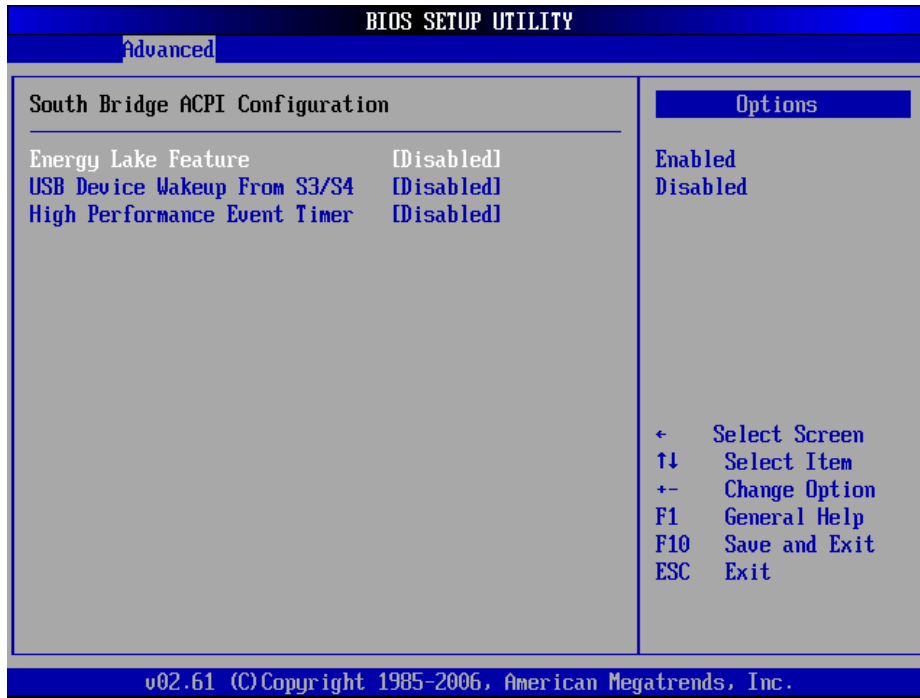 BIOS SETUP UTILITY
Advanced
South Bridge ACPI Configuration
Energy Lake Feature [Disabled]
USB Device Wakeup From S3/S4 [Disabled]
High Performance Event Timer [Disabled]
Options
Enabled
Disabled
← Select Screen
↑↓ Select Item
+- Change Option
F1 General Help
F10 Save and Exit
ESC Exit
v02.61 (C)Copyright 1985-2006, American Megatrends, Inc.